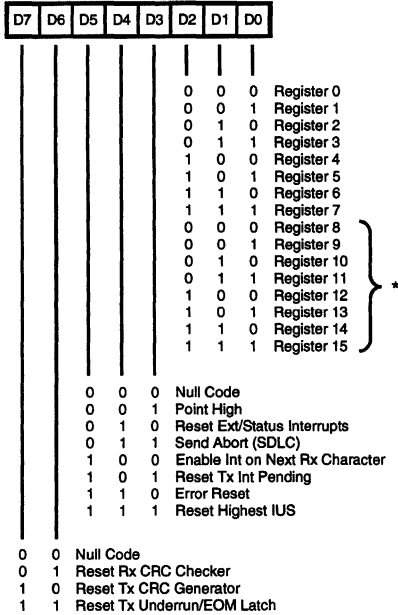 D7 D6 D5 D4 D3 D2 D1 D0
0 0 0 Register 0
0 0 1 Register 1
0 1 0 Register 2
0 1 1 Register 3
1 0 0 Register 4
1 0 1 Register 5
1 1 0 Register 6
1 1 1 Register 7
0 0 0 Register 8
0 0 1 Register 9
0 1 0 Register 10
0 1 1 Register 11
1 0 0 Register 12
1 0 1 Register 13
1 1 0 Register 14
1 1 1 Register 15
*
0 0 0 Null Code
0 0 1 Point High
0 1 0 Reset Ext/Status Interrupts
0 1 1 Send Abort (SDLC)
1 0 0 Enable Int on Next Rx Character
1 0 1 Reset Tx Int Pending
1 1 0 Error Reset
1 1 1 Reset Highest IUS
0 0 Null Code
0 1 Reset Rx CRC Checker
1 0 Reset Tx CRC Generator
1 1 Reset Tx Underrun/EOM Latch